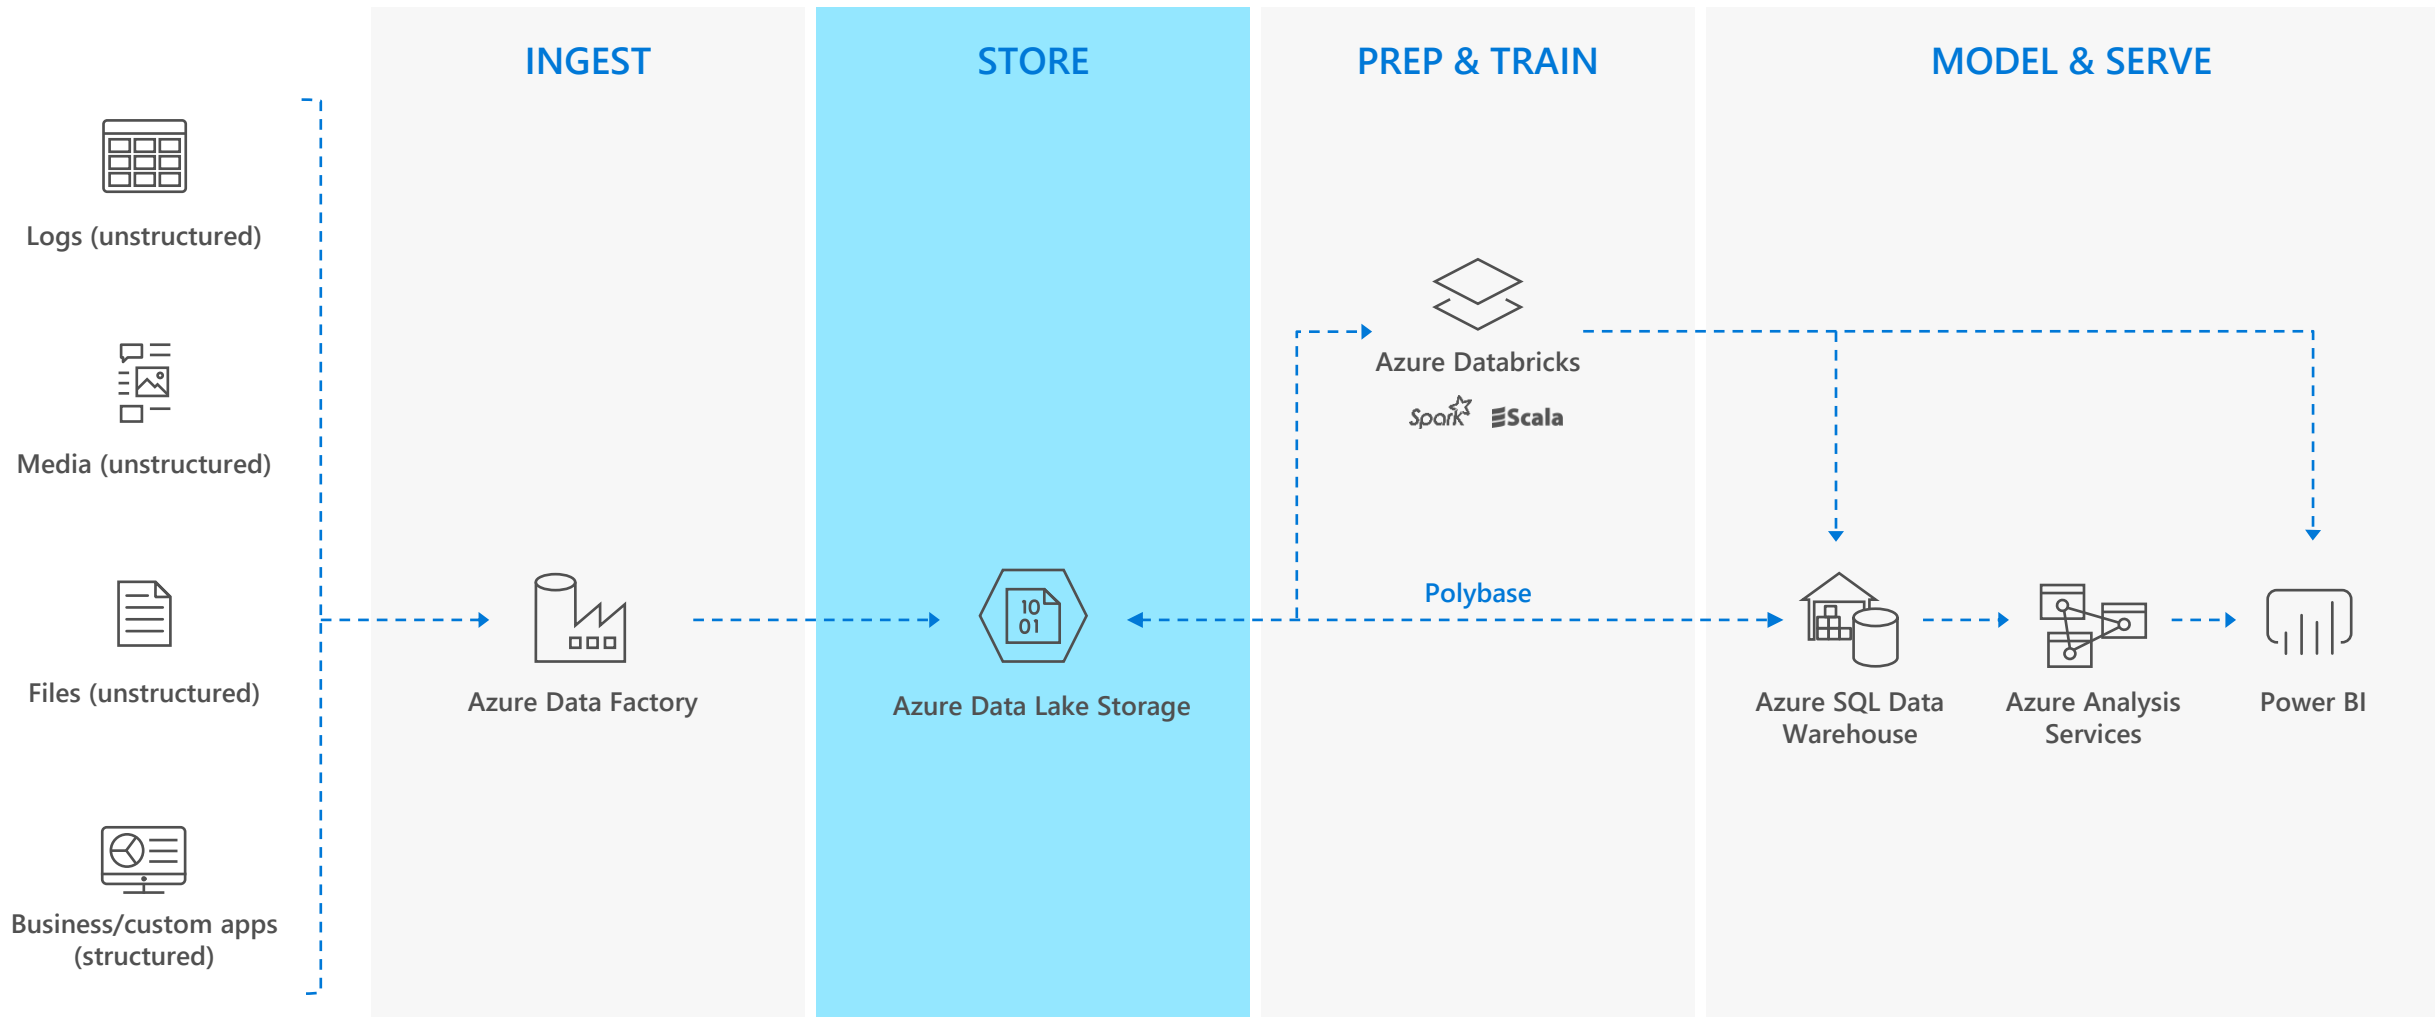 INGEST
STORE
PREP & TRAIN
MODEL & SERVE
Logs (unstructured)
Media (unstructured)
Files (unstructured)
Business/custom apps
(structured)
Azure Data Factory
10
01
Azure Data Lake Storage
Azure Databricks
Spark Scala
Polybase
Azure SQL Data
Warehouse
Azure Analysis
Services
Power BI